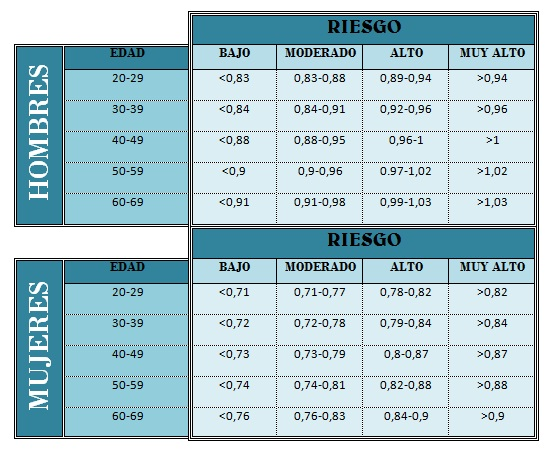 RIESGO
HOMBRES
EDAD BAJO MODERADO ALTO MUY ALTO
20-29 <0,83 0,83-0,88 0,89-0,94 >0,94
30-39 <0,84 0,84-0,91 0,92-0,96 >0,96
40-49 <0,88 0,88-0,95 0,96-1 >1
50-59 <0,9 0,9-0,96 0.97-1,02 >1,02
60-69 <0,91 0,91-0,98 0,99-1,03 >1,03
RIESGO
MUJERES
EDAD BAJO MODERADO ALTO MUY ALTO
20-29 <0,71 0,71-0,77 0,78-0,82 >0,82
30-39 <0,72 0,72-0,78 0,79-0,84 >0,84
40-49 <0,73 0,73-0,79 0,8-0,87 >0,87
50-59 <0,74 0,74-0,81 0,82-0,88 >0,88
60-69 <0,76 0,76-0,83 0,84-0,9 >0,9